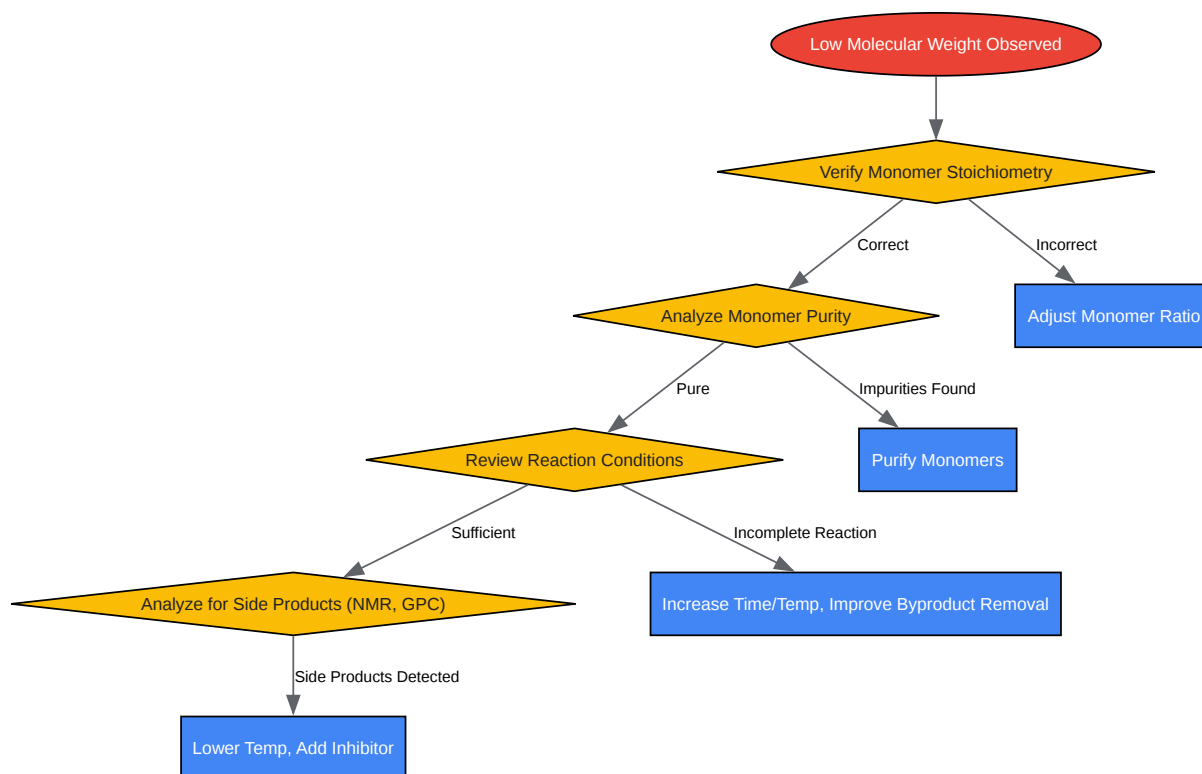 Low Molecular Weight Observed
Verify Monomer Stoichiometry
Correct
Incorrect
Analyze Monomer Purity
Adjust Monomer Ratio
Pure
Impurities Found
Review Reaction Conditions
Purify Monomers
Sufficient
Incomplete Reaction
Analyze for Side Products (NMR, GPC)
Increase Time/Temp, Improve Byproduct Removal
Side Products Detected
Lower Temp, Add Inhibitor